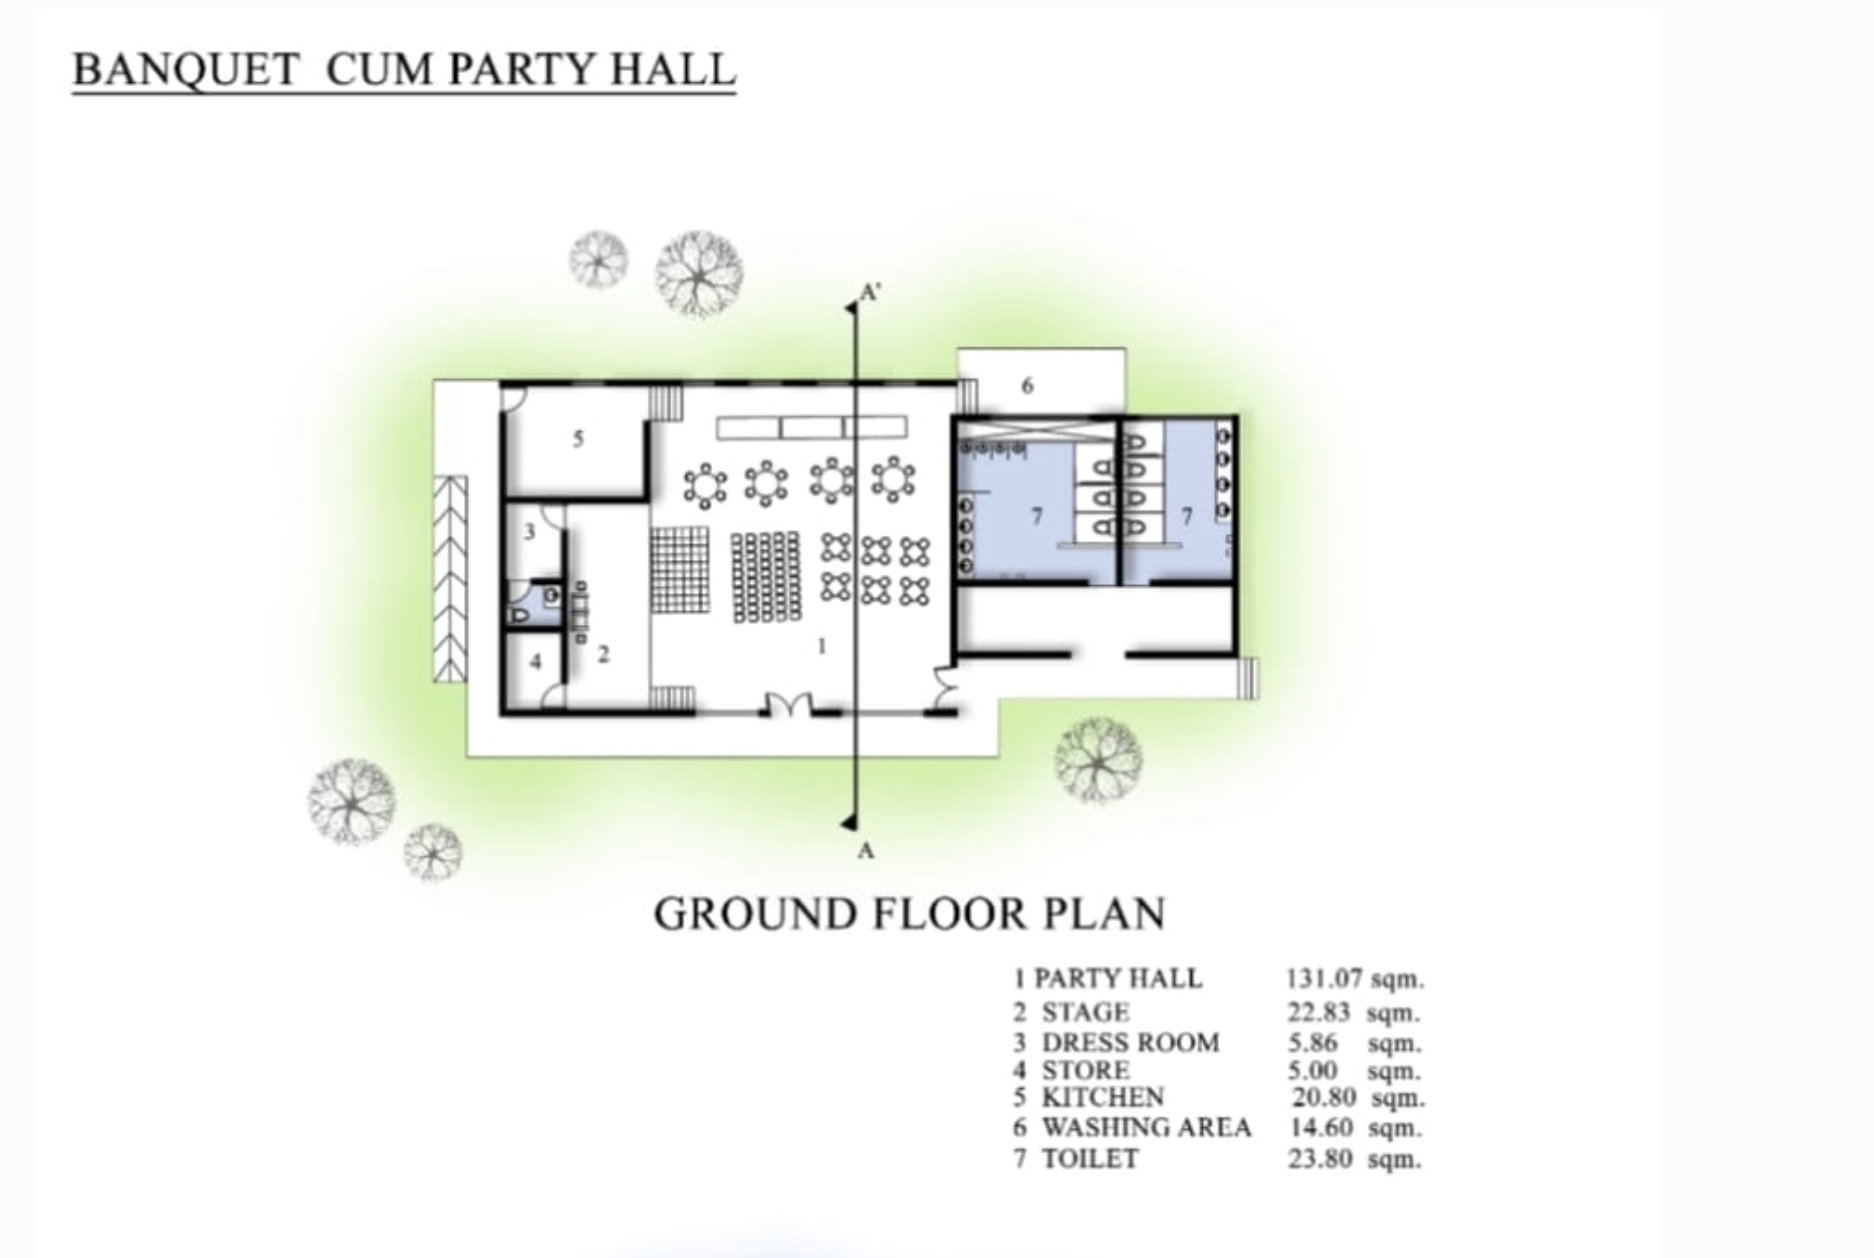 BANQUET CUM PARTY HALL
A'
6
5
7
7
3
1
2
4
A
GROUND FLOOR PLAN
1 PARTY HALL 131.07 sqm.
2 STAGE 22.83 sqm.
3 DRESS ROOM 5.86 sqm.
4 STORE 5.00 sqm.
5 KITCHEN 20.80 sqm.
6 WASHING AREA 14.60 sqm.
7 TOILET 23.80 sqm.